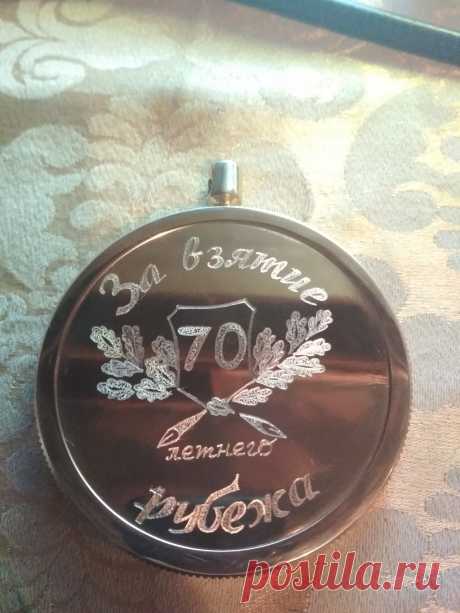 За взятие
70
летнего
рубежа
postila.ru